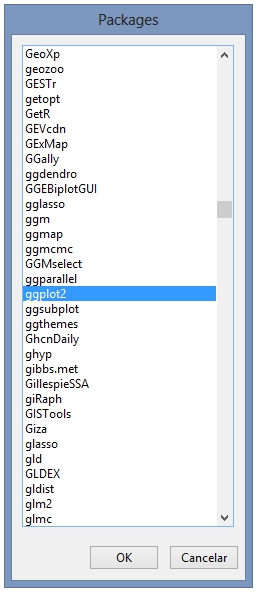 Packages
GeoXp
geozoo
GESTr
getopt
GetR
GEVcdn
GExMap
GGally
ggdendro
GGEBiplotGUI
gglasso
ggm
ggmap
ggmcmc
GGMselect
ggparallel
ggplot2
ggsubplot
ggthemes
GhcnDaily
ghyp
gibbs.met
GillespieSSA
giRaph
GISTools
Giza
glasso
gld
GLDEX
gldist
glm2
glmc
OK
Cancelar